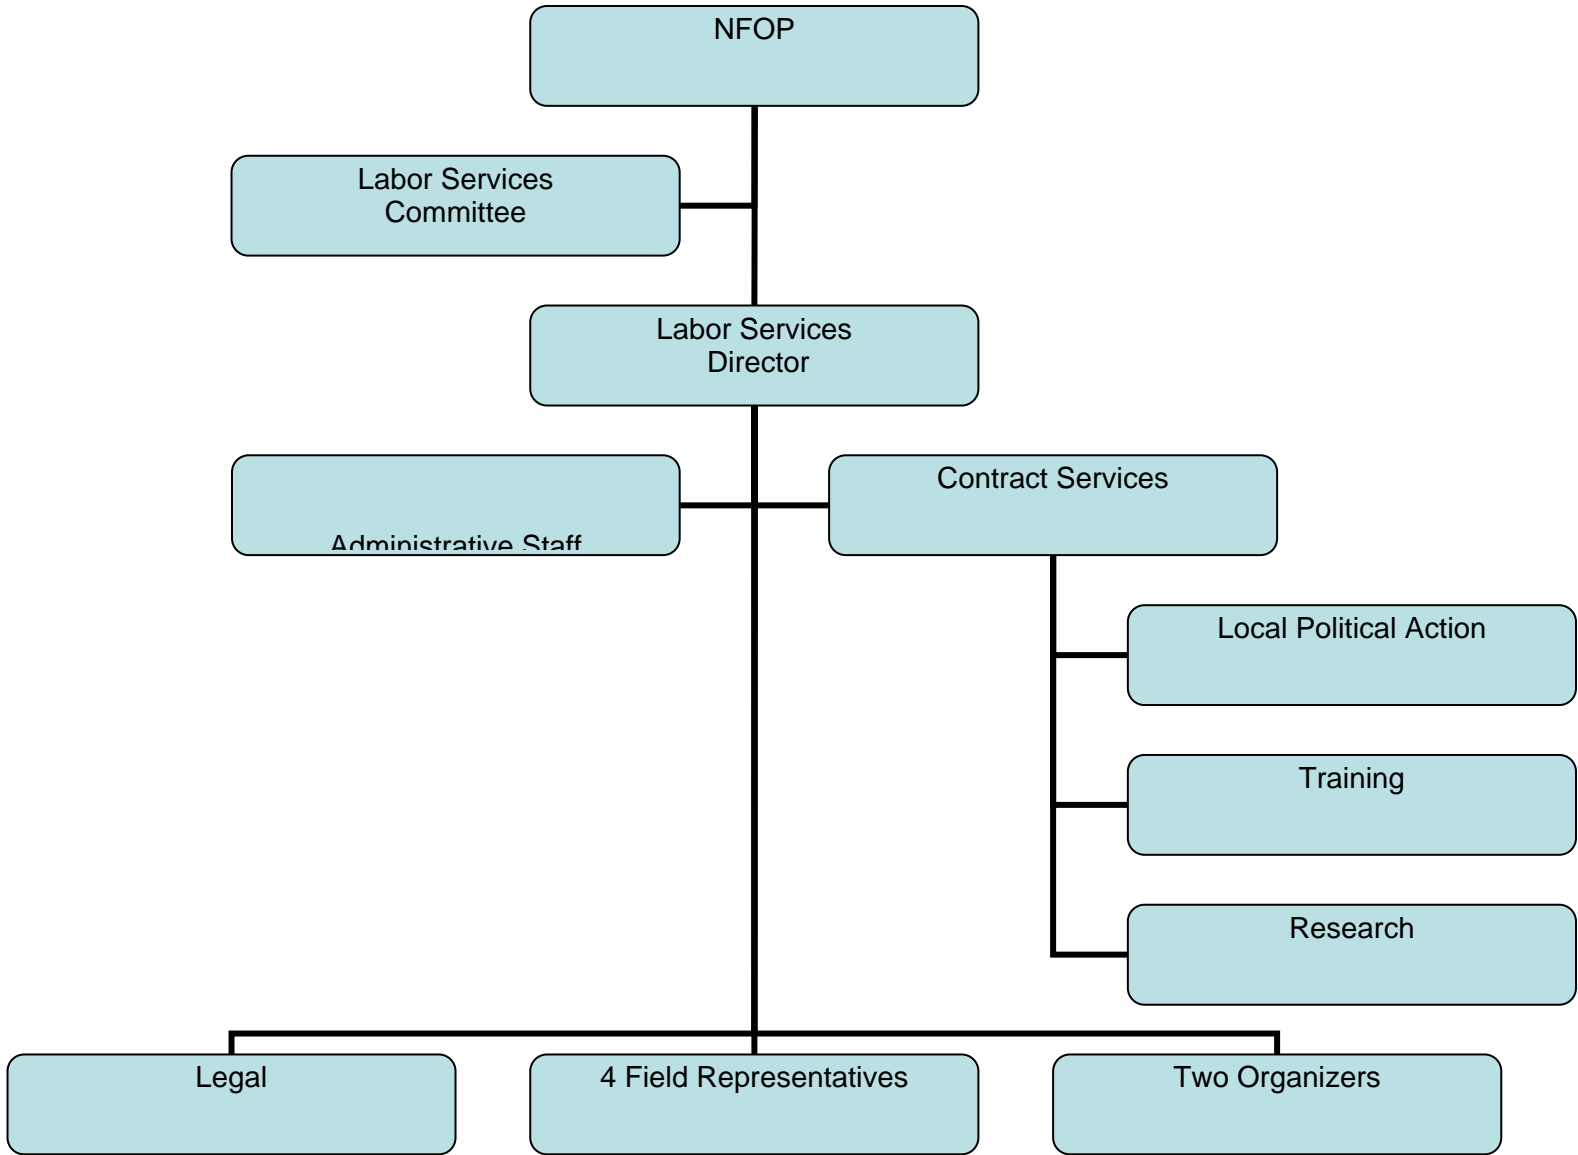 NFOP
Labor Services
Committee
Labor Services
Director
Administrative Staff
Contract Services
Local Political Action
Training
Research
Legal
4 Field Representatives
Two Organizers